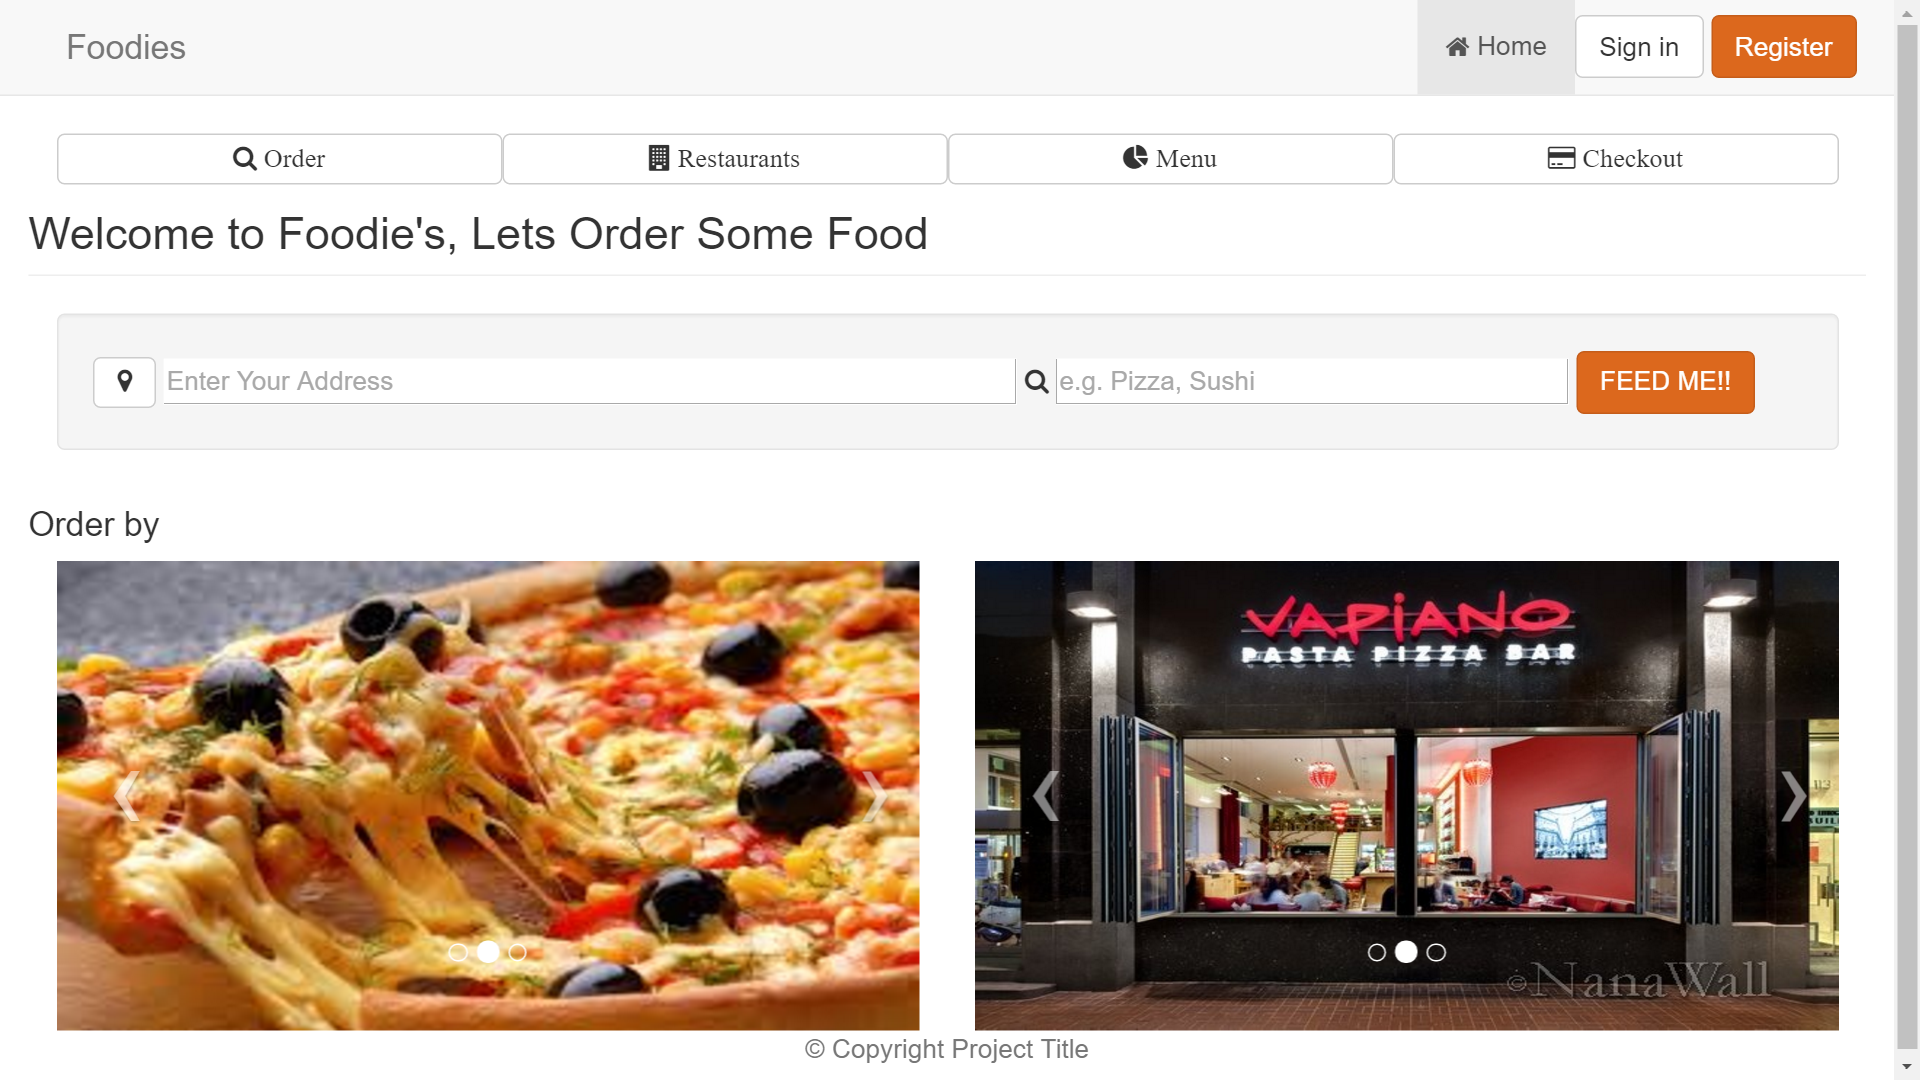 Foodies
Home
Sign in
Register
Order
Restaurants
Menu
Checkout
Welcome to Foodie's, Lets Order Some Food
Enter Your Address
e.g. Pizza, Sushi
FEED ME!!
Order by
VAPIANO
PASTA PIZZA BAR
113
©NanaWall
© Copyright Project Title